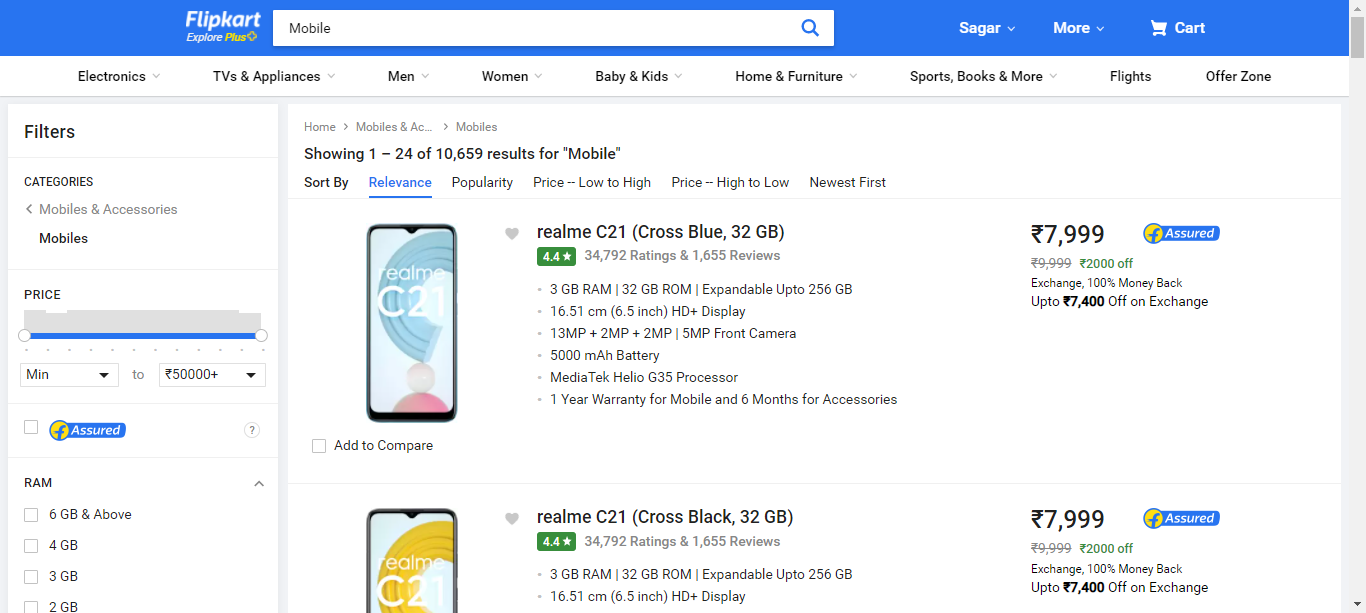 Flipkart
Explore Plus
Mobile
Sagar
More
Cart
Electronics
TVs & Appliances
Men
Women
Baby & Kids
Home & Furniture
Sports, Books & More
Flights
Offer Zone
Filters
CATEGORIES
Mobiles & Accessories
Mobiles
PRICE
Min
to
₹50000+
Assured
?
RAM
6 GB & Above
4 GB
3 GB
2 GB
Home
Mobiles & Ac...
Mobiles
Showing 1 – 24 of 10,659 results for "Mobile"
Sort By
Relevance
Popularity
Price -- Low to High
Price -- High to Low
Newest First
realme
C21
Add to Compare
realme C21 (Cross Blue, 32 GB)
4.4 ★ 34,792 Ratings & 1,655 Reviews
3 GB RAM | 32 GB ROM | Expandable Upto 256 GB
16.51 cm (6.5 inch) HD+ Display
13MP + 2MP + 2MP | 5MP Front Camera
5000 mAh Battery
MediaTek Helio G35 Processor
1 Year Warranty for Mobile and 6 Months for Accessories
₹7,999
Assured
₹9,999 ₹2000 off
Exchange, 100% Money Back
Upto ₹7,400 Off on Exchange
realme
C21
realme C21 (Cross Black, 32 GB)
4.4 ★ 34,792 Ratings & 1,655 Reviews
3 GB RAM | 32 GB ROM | Expandable Upto 256 GB
16.51 cm (6.5 inch) HD+ Display
₹7,999
Assured
₹9,999 ₹2000 off
Exchange, 100% Money Back
Upto ₹7,400 Off on Exchange